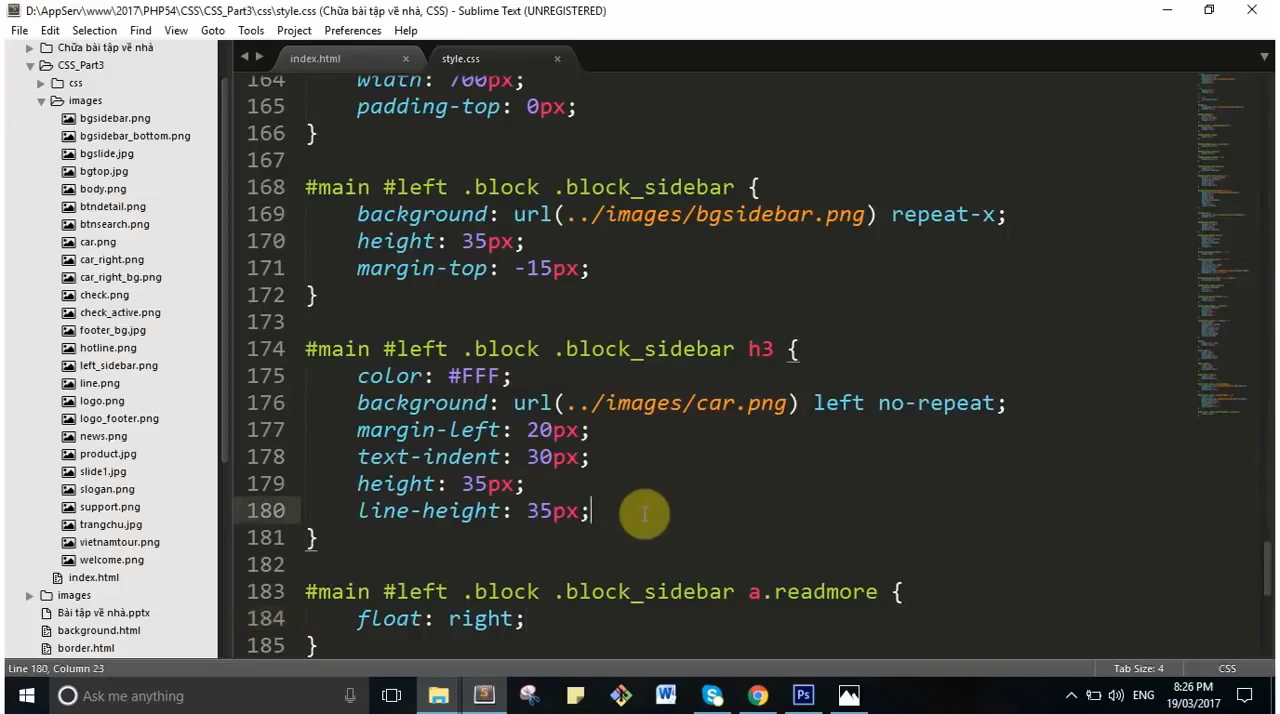 D:\AppServ\www\2017\PHP54\CSS\CSS_Part3\css\style.css (Chữa bài tập về nhà, CSS) - Sublime Text (UNREGISTERED)
File Edit Selection Find View Goto Tools Project Preferences Help
Chữa bài tập về nhà
CSS_Part3
css
images
bgsidebar.png
bgsidebar_bottom.png
bgslide.jpg
bgtop.jpg
body.png
btndetail.png
btnsearch.png
car.png
car_right.png
car_right_bg.png
check.png
check_active.png
footer_bg.jpg
hotline.png
left_sidebar.png
line.png
logo.png
logo_footer.png
news.png
product.jpg
slide1.jpg
slogan.png
support.png
trangchu.jpg
vietnamtour.png
welcome.png
index.html
images
Bài tập về nhà.pptx
background.html
border.html
index.html style.css
164 width: 700px;
165 padding-top: 0px;
166 }
167
168 #main #left .block .block_sidebar {
169 background: url(../images/bgsidebar.png) repeat-x;
170 height: 35px;
171 margin-top: -15px;
172 }
173
174 #main #left .block .block_sidebar h3 {
175 color: #FFF;
176 background: url(../images/car.png) left no-repeat;
177 margin-left: 20px;
178 text-indent: 30px;
179 height: 35px;
180 line-height: 35px;
181 }
182
183 #main #left .block .block_sidebar a.readmore {
184 float: right;
185 }
Line 180, Column 23 Tab Size: 4 CSS
Ask me anything
ENG
8:26 PM
19/03/2017